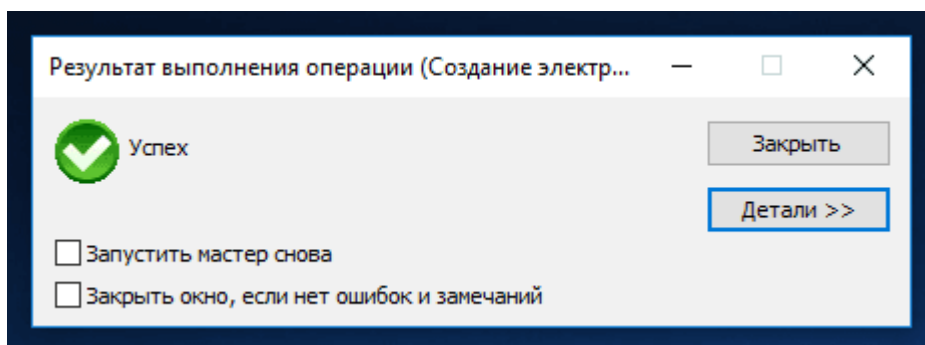 Результат выполнения операции (Создание электр...
Успех
Закрыть
Детали >>
Запустить мастер снова
Закрыть окно, если нет ошибок и замечаний